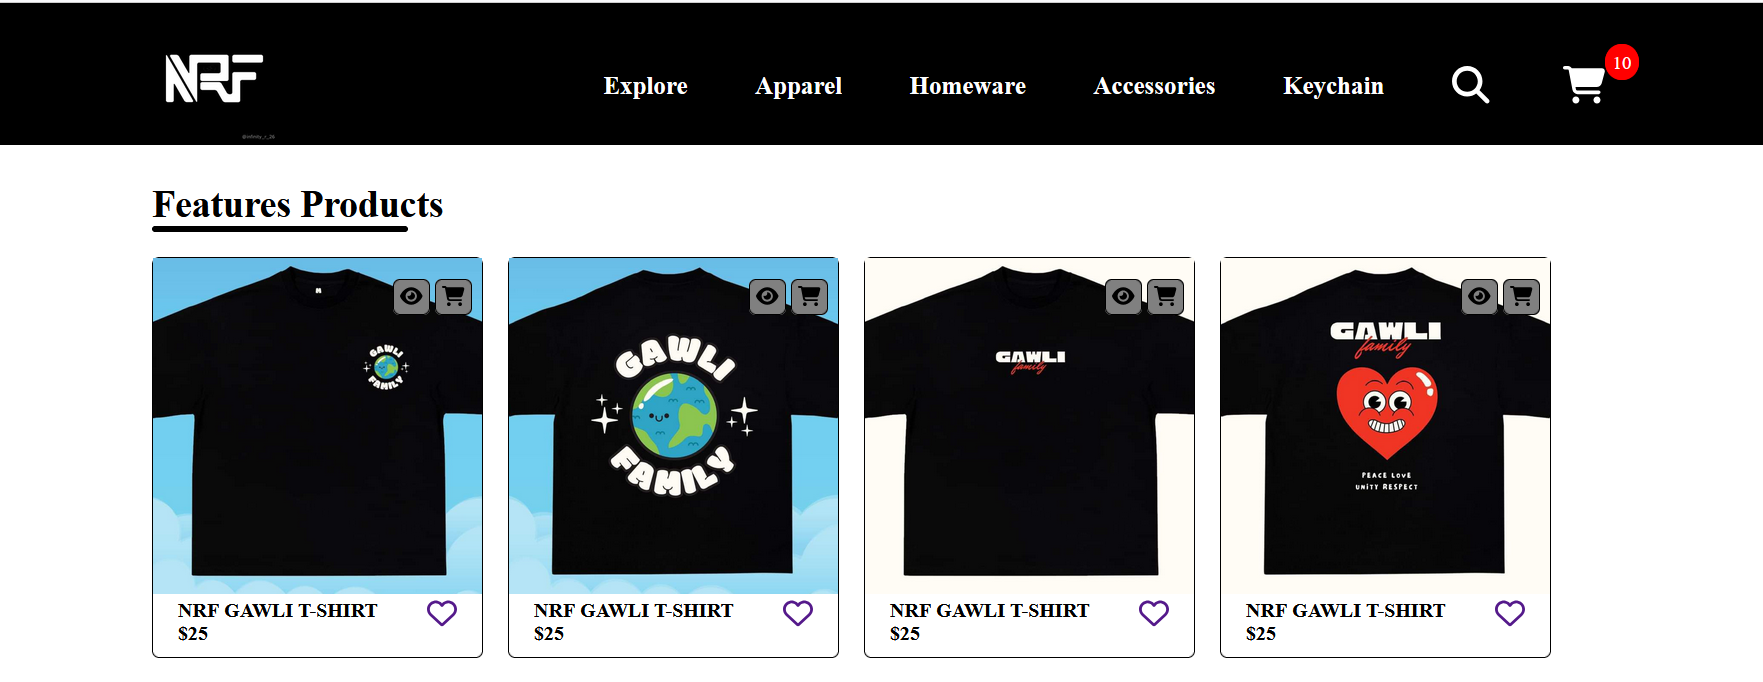 NRF
Explore Apparel Homeware Accessories Keychain 10
@infinity_r_26
Features Products
GAWLI
FAMILY
GAWLI
FAMILY
GAWLI
family
GAWLI
family
PEACE LOVE
UNITY RESPECT
NRF GAWLI T-SHIRT
$25
NRF GAWLI T-SHIRT
$25
NRF GAWLI T-SHIRT
$25
NRF GAWLI T-SHIRT
$25